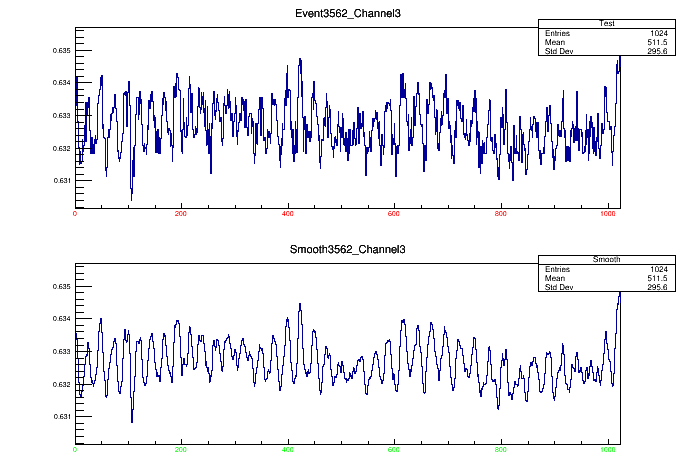 Event3562_Channel3
Test
Entries 1024
Mean 511.5
Std Dev 295.6
0.635
0.634
0.633
0.632
0.631
0 200 400 600 800 1000
Smooth3562_Channel3
Smooth
Entries 1024
Mean 511.5
Std Dev 295.6
0.635
0.634
0.633
0.632
0.631
0 200 400 600 800 1000